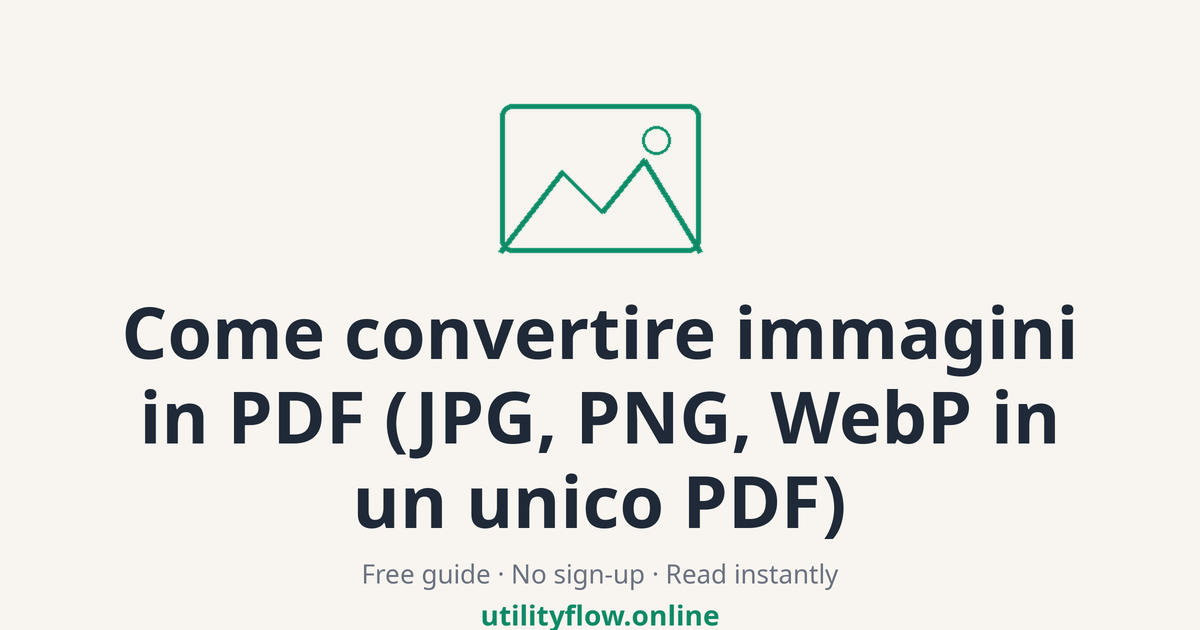 Come convertire immagini
in PDF (JPG, PNG, WebP in
un unico PDF)
Free guide · No sign-up · Read instantly
utilityflow.online